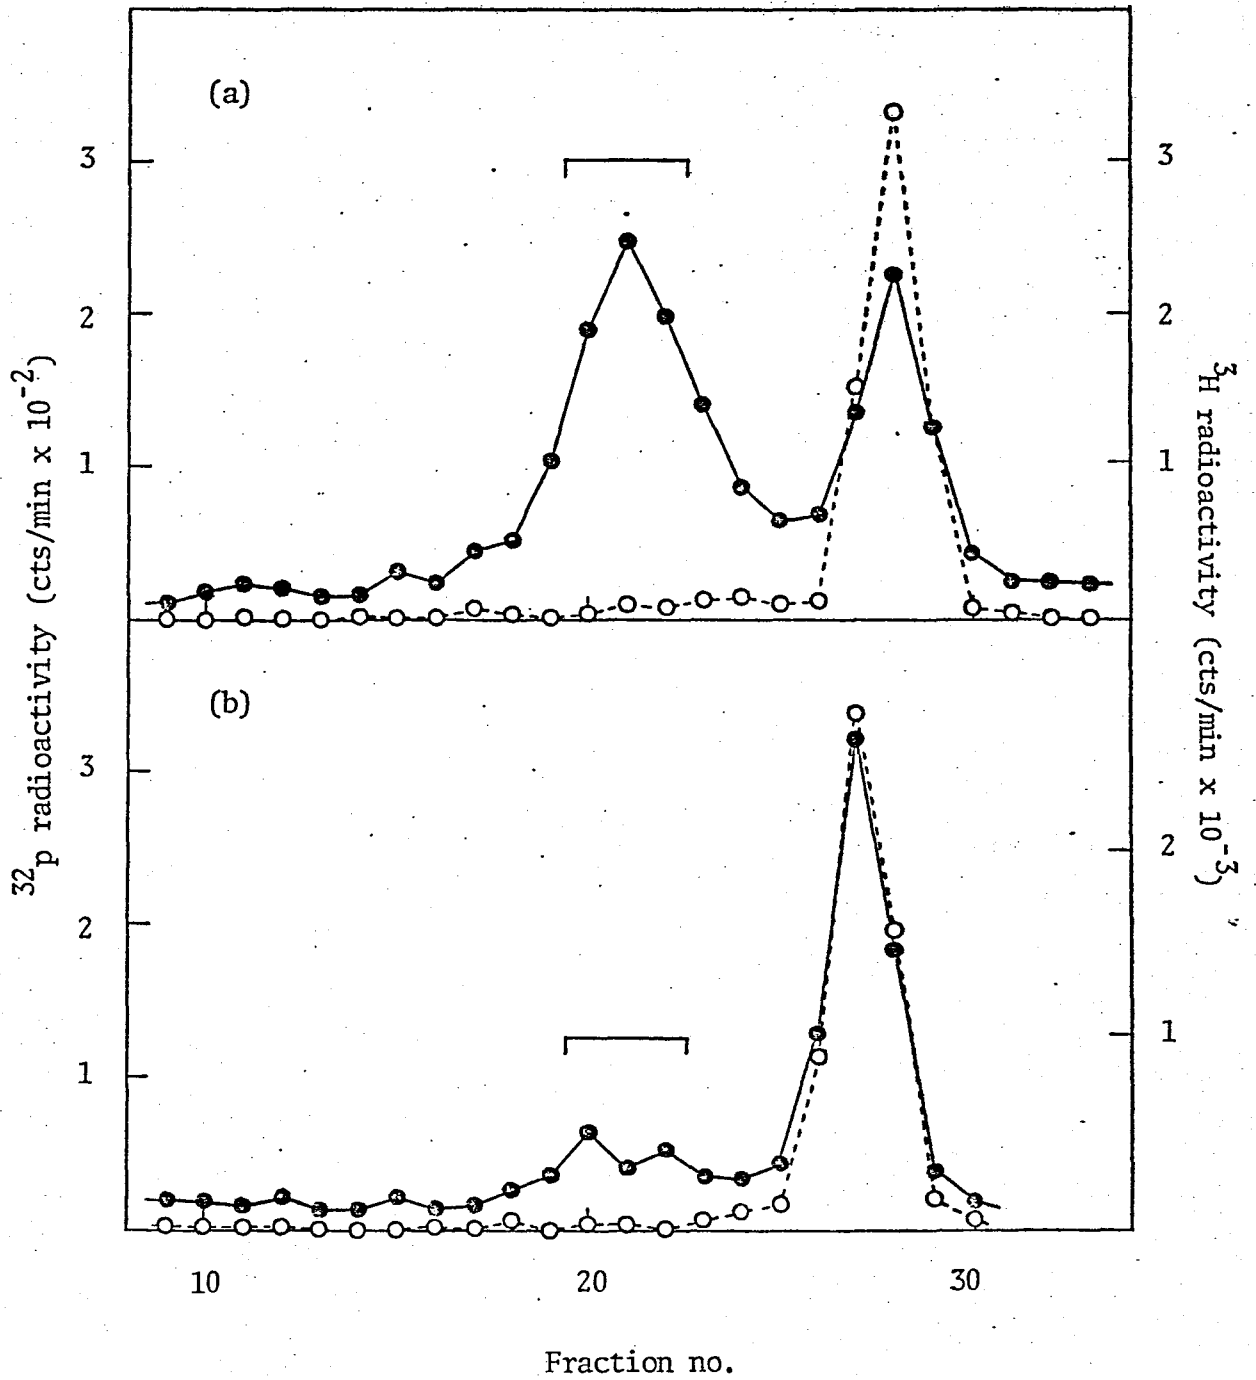 (a)
3
2
1
3
2
1
(b)
3
2
1
2
1
10 20 30
Fraction no.
32p radioactivity (cts/min x 10-2)
3H radioactivity (cts/min x 10-3)